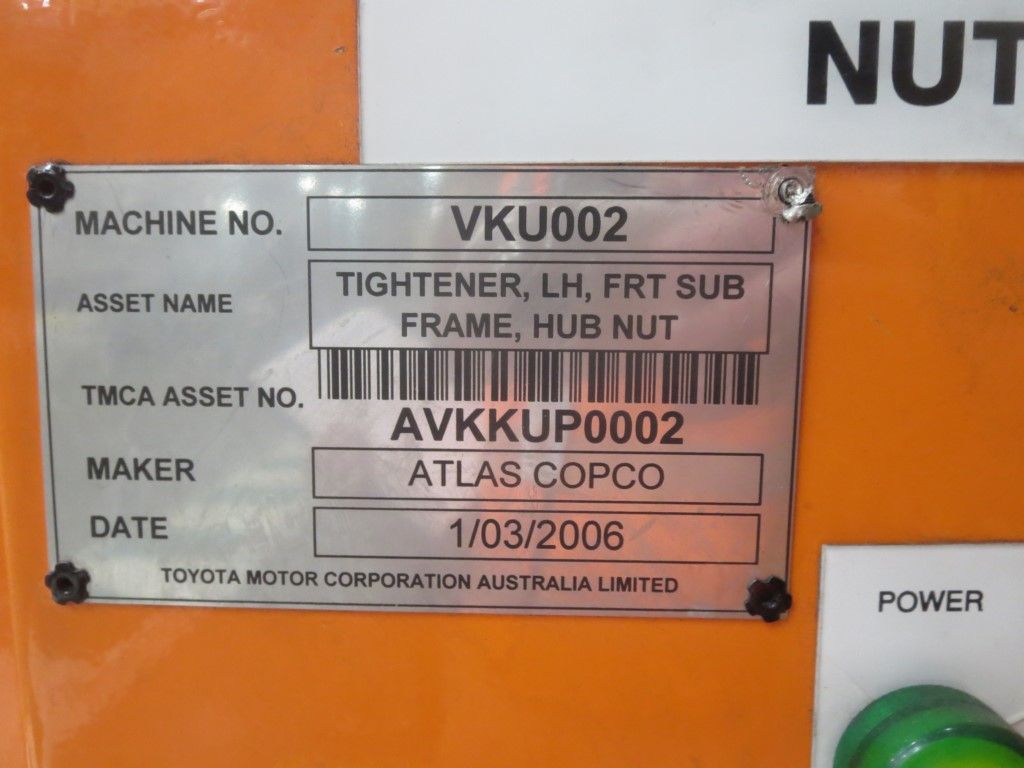 NUT
MACHINE NO. VKU002
ASSET NAME TIGHTENER, LH, FRT SUB
FRAME, HUB NUT
TMCA ASSET NO. AVKKUP0002
MAKER ATLAS COPCO
DATE 1/03/2006
TOYOTA MOTOR CORPORATION AUSTRALIA LIMITED
POWER